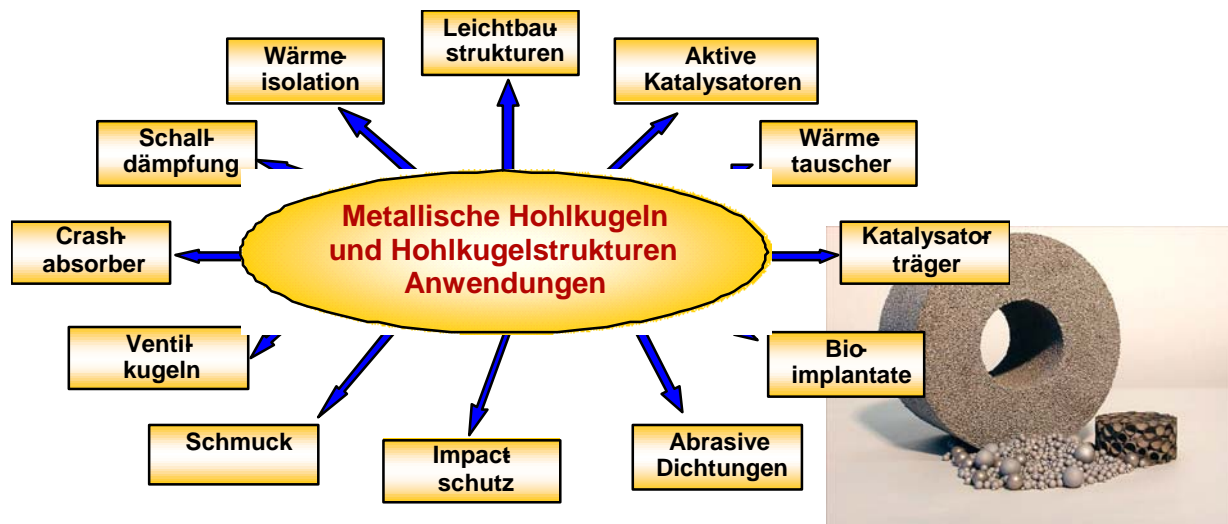 Leichtbau-
strukturen
Wärme-
isolation
Aktive
Katalysatoren
Schall-
dämpfung
Wärme
tauscher
Metallische Hohlkugeln
und Hohlkugelstrukturen
Anwendungen
Crash-
absorber
Katalysator-
träger
Ventil-
kugeln
Bio-
implantate
Schmuck
Impact-
schutz
Abrasive
Dichtungen